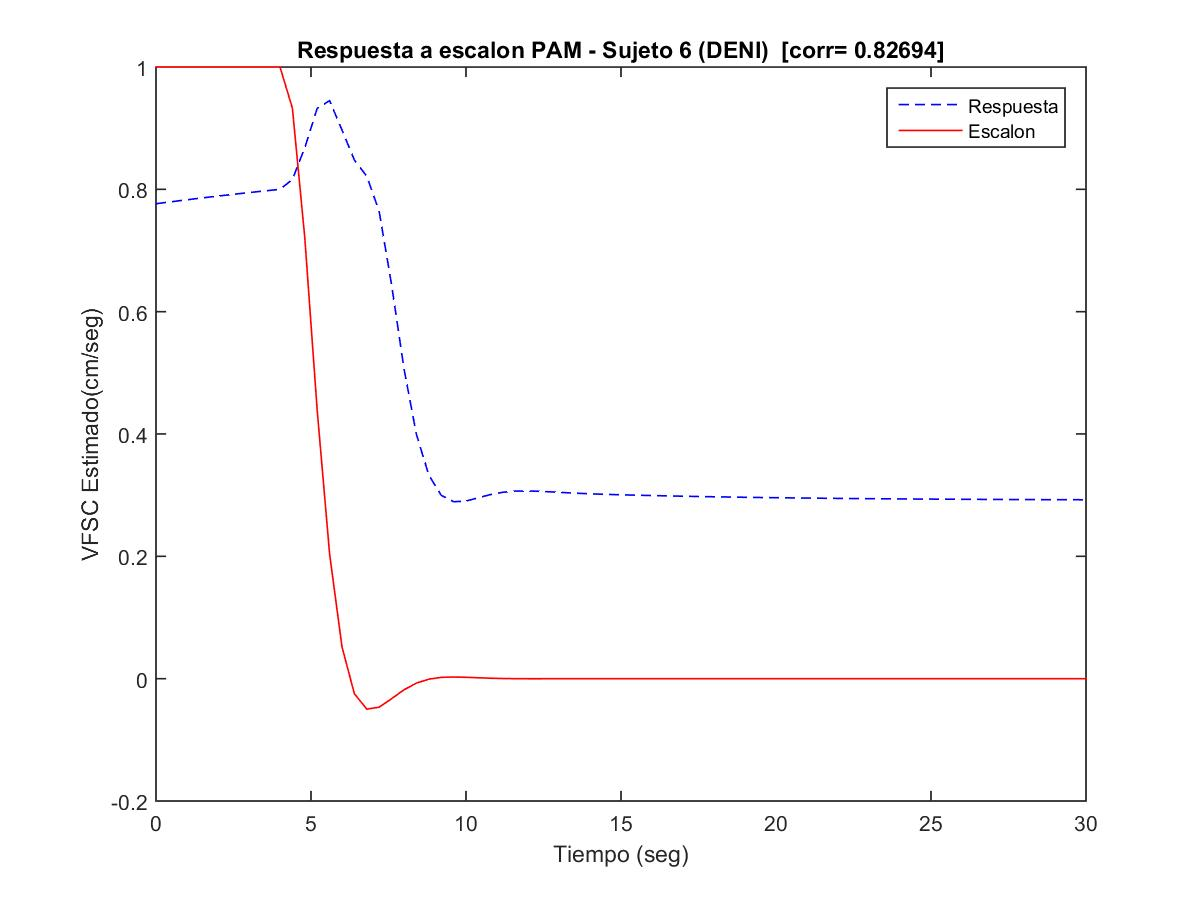 Respuesta a escalon PAM - Sujeto 6 (DENI)  [corr= 0.82694]
Respuesta
Escalon
VFSC Estimado(cm/seg)
1
0.8
0.6
0.4
0.2
0
-0.2
0 5 10 15 20 25 30
Tiempo (seg)